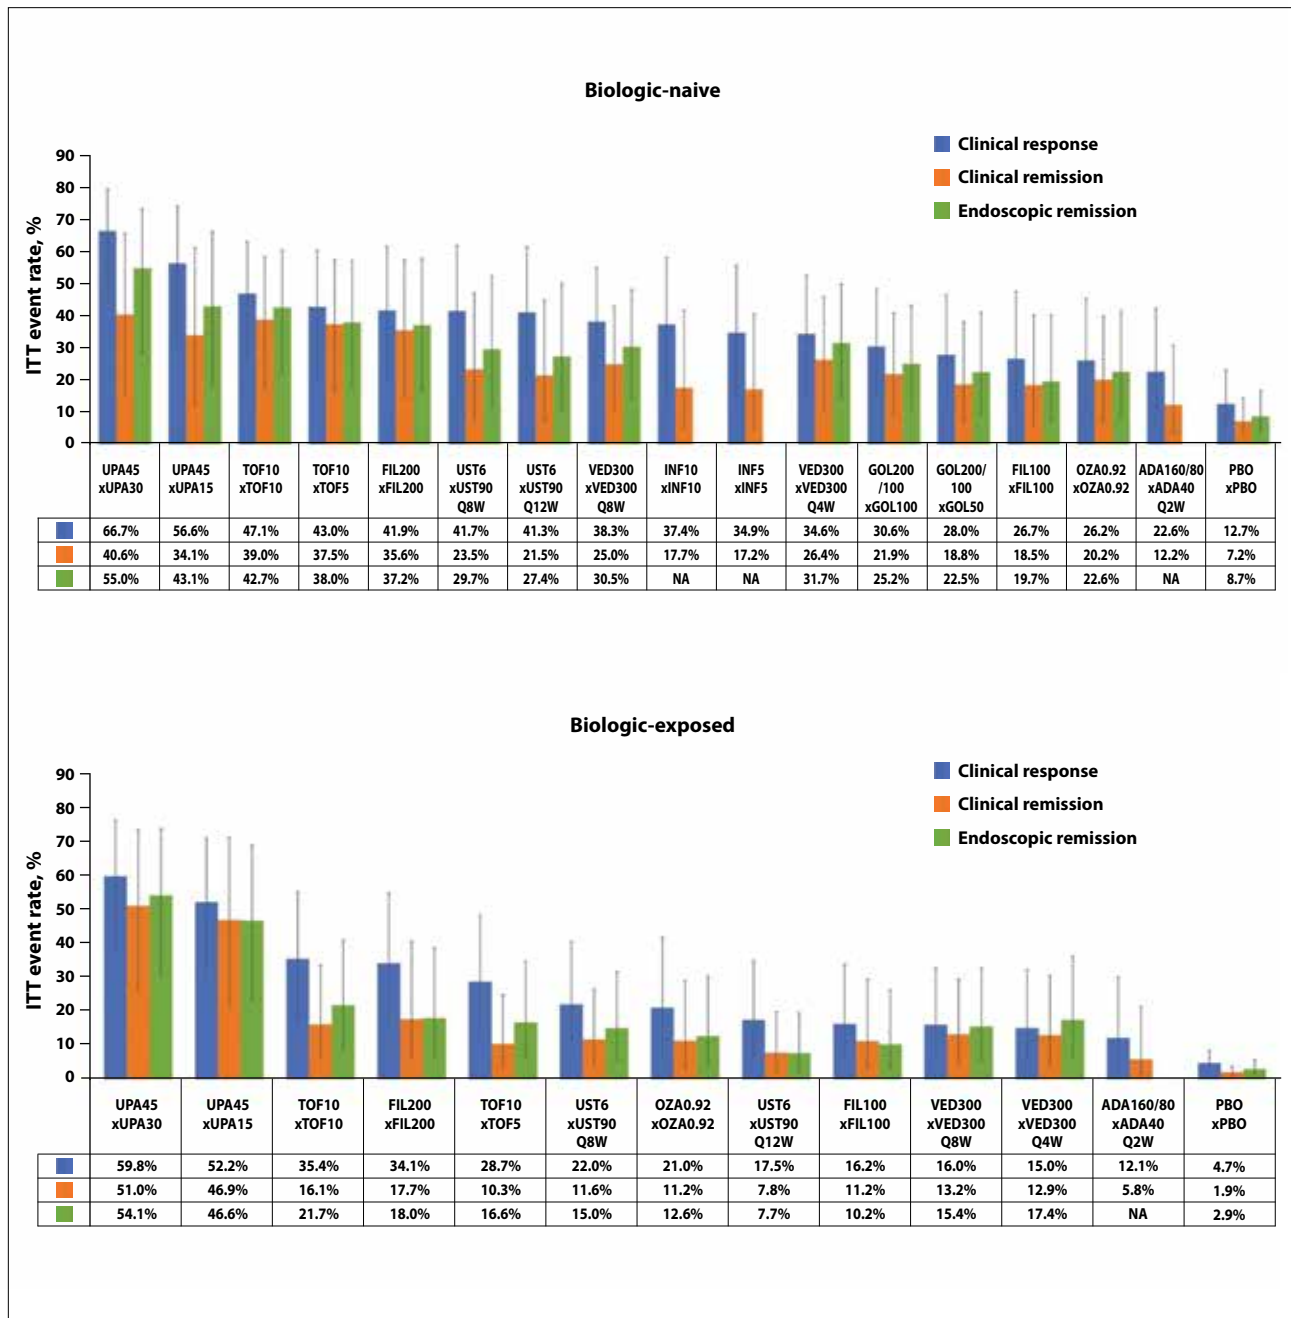 Biologic-naive
Clinical response
Clinical remission
Endoscopic remission
ITT event rate, %
90
80
70
60
50
40
30
20
10
0
UPA45 xUPA30
UPA45 xUPA15
TOF10 xTOF10
TOF10 xTOF5
FIL200 xFIL200
UST6 xUST90 Q8W
UST6 xUST90 Q12W
VED300 xVED300 Q8W
INF10 xINF10
INF5 xINF5
VED300 xVED300 Q4W
GOL200 /100 xGOL100
GOL200/ 100 xGOL50
FIL100 xFIL100
OZA0.92 xOZA0.92
ADA160/80 xADA40 Q2W
PBO xPBO
66.7% 56.6% 47.1% 43.0% 41.9% 41.7% 41.3% 38.3% 37.4% 34.9% 34.6% 30.6% 28.0% 26.7% 26.2% 22.6% 12.7%
40.6% 34.1% 39.0% 37.5% 35.6% 23.5% 21.5% 25.0% 17.7% 17.2% 26.4% 21.9% 18.8% 18.5% 20.2% 12.2% 7.2%
55.0% 43.1% 42.7% 38.0% 37.2% 29.7% 27.4% 30.5% NA NA 31.7% 25.2% 22.5% 19.7% 22.6% NA 8.7%
Biologic-exposed
Clinical response
Clinical remission
Endoscopic remission
ITT event rate, %
90
80
70
60
50
40
30
20
10
0
UPA45 xUPA30
UPA45 xUPA15
TOF10 xTOF10
FIL200 xFIL200
TOF10 xTOF5
UST6 xUST90 Q8W
OZA0.92 xOZA0.92
UST6 xUST90 Q12W
FIL100 xFIL100
VED300 xVED300 Q8W
VED300 xVED300 Q4W
ADA160/80 xADA40 Q2W
PBO xPBO
59.8% 52.2% 35.4% 34.1% 28.7% 22.0% 21.0% 17.5% 16.2% 16.0% 15.0% 12.1% 4.7%
51.0% 46.9% 16.1% 17.7% 10.3% 11.6% 11.2% 7.8% 11.2% 13.2% 12.9% 5.8% 1.9%
54.1% 46.6% 21.7% 18.0% 16.6% 15.0% 12.6% 7.7% 10.2% 15.4% 17.4% NA 2.9%